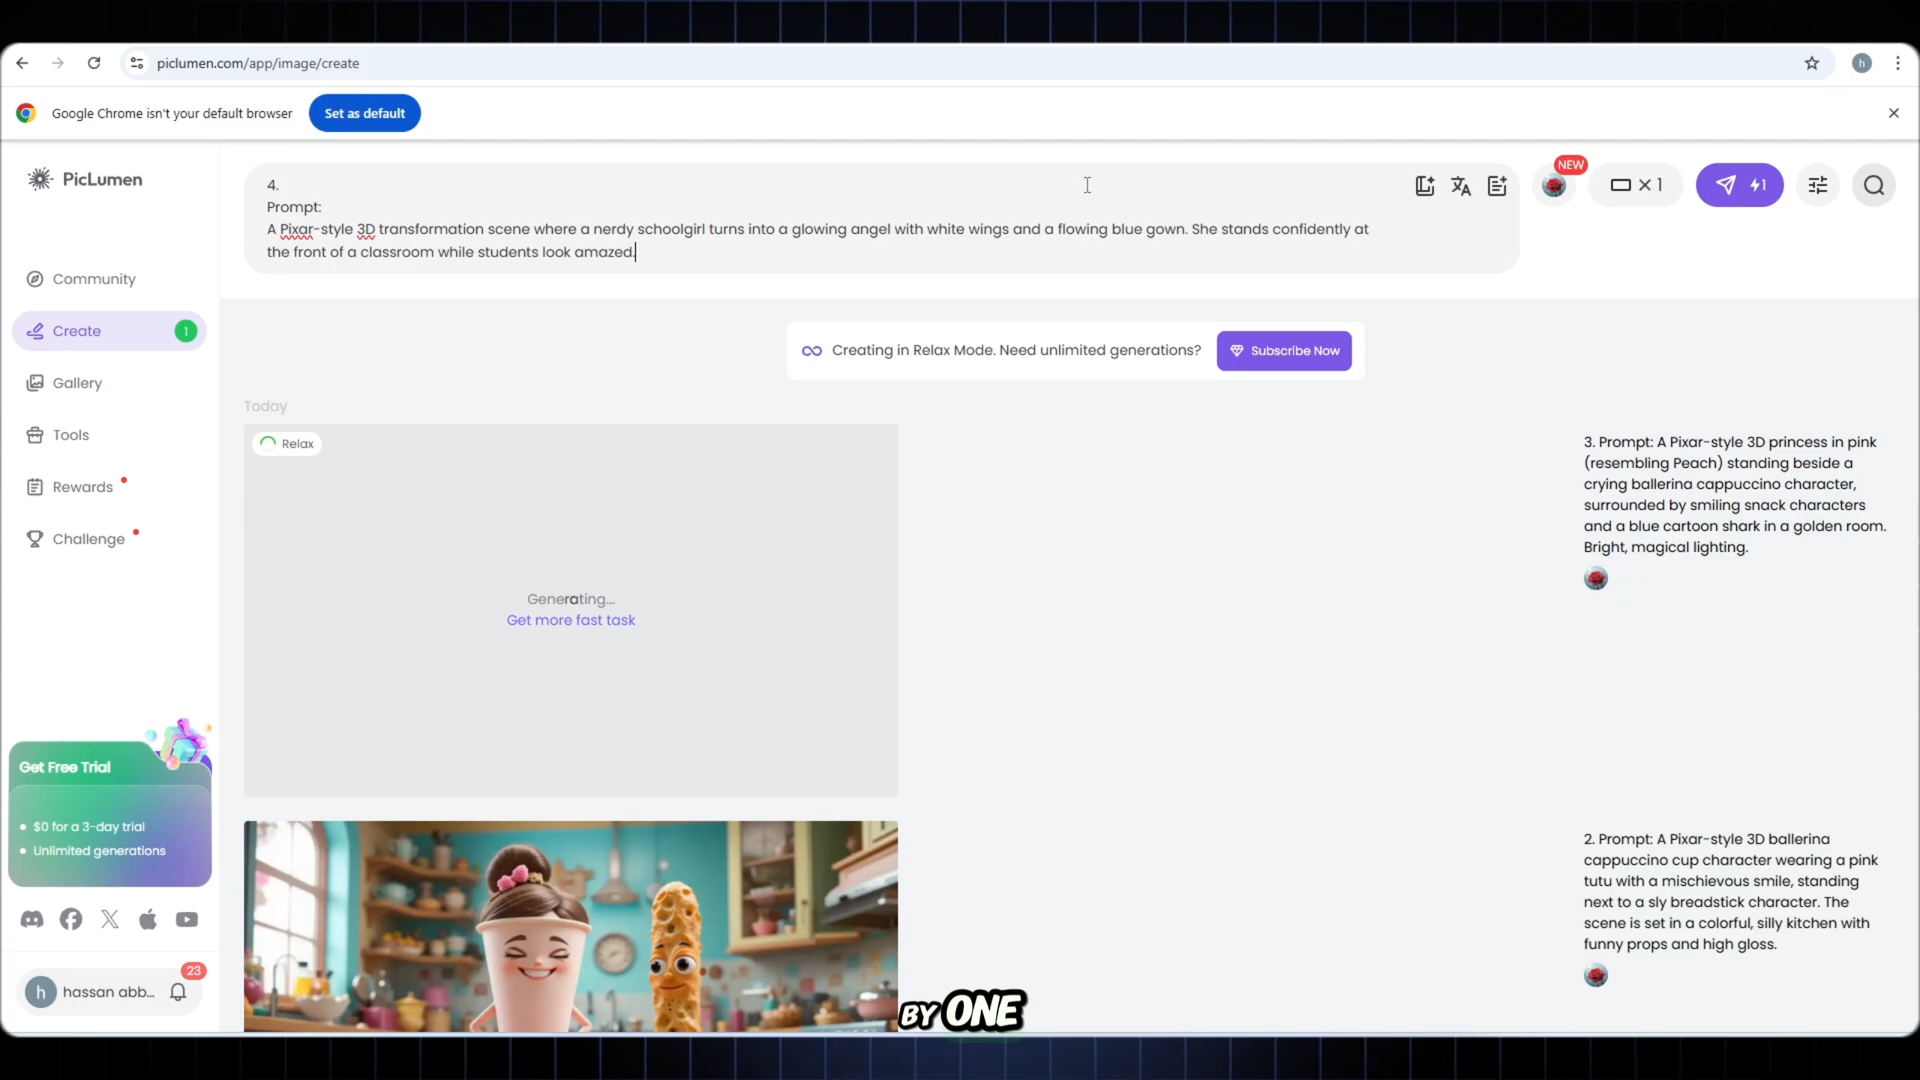 piclumen.com/app/image/create
h
Google Chrome isn't your default browser
Set as default
PicLumen
4.
Prompt:
A Pixar-style 3D transformation scene where a nerdy schoolgirl turns into a glowing angel with white wings and a flowing blue gown. She stands confidently at
the front of a classroom while students look amazed.
NEW
× 1
1
Community
Create
1
Gallery
Tools
Rewards
Challenge
Creating in Relax Mode. Need unlimited generations?
Subscribe Now
Today
Relax
Generating...
Get more fast task
3. Prompt: A Pixar-style 3D princess in pink
(resembling Peach) standing beside a
crying ballerina cappuccino character,
surrounded by smiling snack characters
and a blue cartoon shark in a golden room.
Bright, magical lighting.
Get Free Trial
$0 for a 3-day trial
Unlimited generations
2. Prompt: A Pixar-style 3D ballerina
cappuccino cup character wearing a pink
tutu with a mischievous smile, standing
next to a sly breadstick character. The
scene is set in a colorful, silly kitchen with
funny props and high gloss.
h
hassan abb...
23
BY ONE